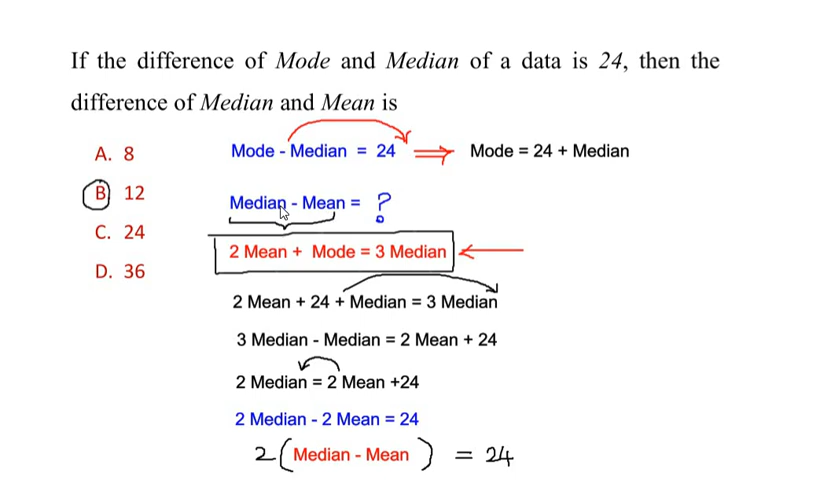 If the difference of Mode and Median of a data is 24, then the
difference of Median and Mean is
A. 8
B 12
C. 24
D. 36
Mode - Median = 24 ⇒ Mode = 24 + Median
Median - Mean = ?
2 Mean + Mode = 3 Median
2 Mean + 24 + Median = 3 Median
3 Median - Median = 2 Mean + 24
2 Median = 2 Mean +24
2 Median - 2 Mean = 24
2 (Median - Mean) = 24